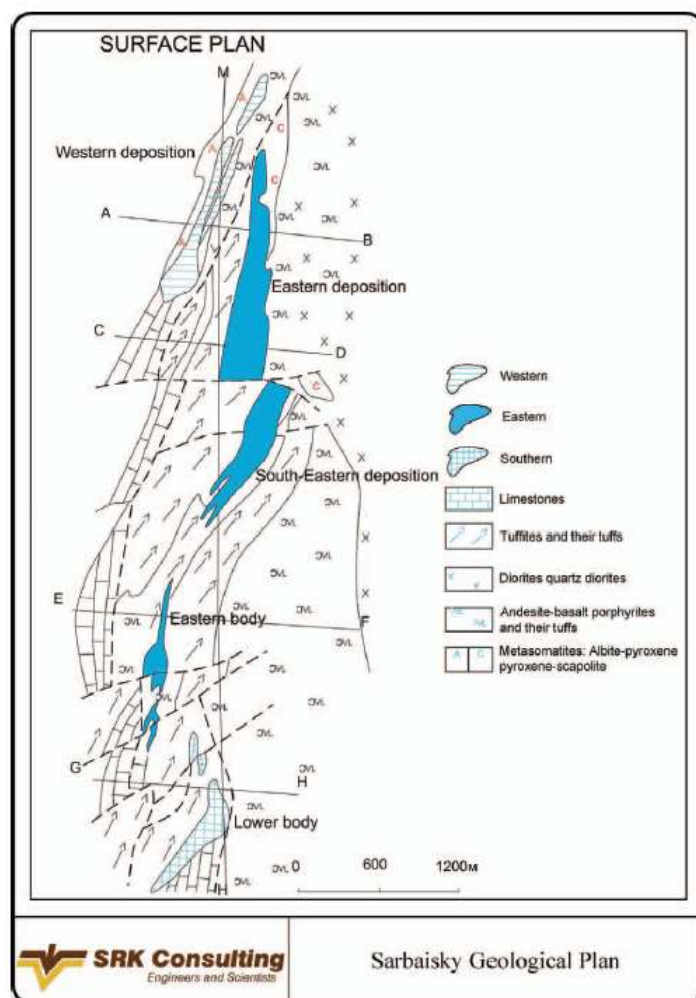 SURFACE PLAN
M
A
Western deposition
A
A
C
C
A
B
A
Eastern deposition
C
D
C
South-Eastern deposition
E
Eastern body
F
G
H
Lower body
H
0 600 1200м
Western
Eastern
Southern
Limestones
Tuffites and their tuffs
Diorites quartz diorites
Andesite-basalt porphyrites
and their tuffs
A C
Metasomatites: Albite-pyroxene
pyroxene-scapolite
SRK Consulting
Engineers and Scientists
Sarbaisky Geological Plan